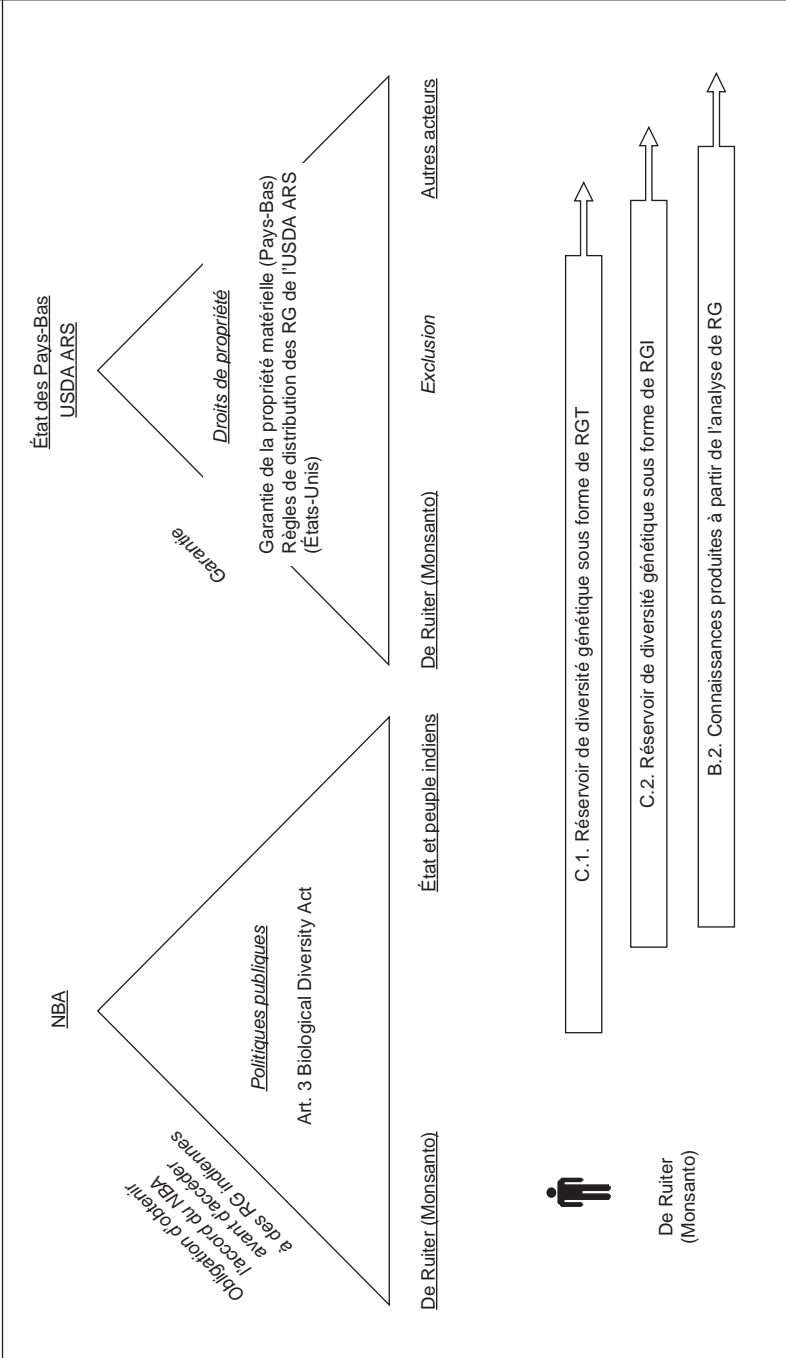 NBA
Obligation d'obtenir
l'accord du NBA
avant d'accéder
à des RG indiennes
Politiques publiques
Art. 3 Biological Diversity Act
De Ruiter (Monsanto)
État et peuple indiens
État des Pays-Bas
USDA ARS
Garantie
Droits de propriété
Garantie de la propriété matérielle (Pays-Bas)
Règles de distribution des RG de l'USDA ARS
(États-Unis)
De Ruiter (Monsanto)
Exclusion
Autres acteurs
De Ruiter
(Monsanto)
C.1. Réservoir de diversité génétique sous forme de RGT
C.2. Réservoir de diversité génétique sous forme de RGI
B.2. Connaissances produites à partir de l'analyse de RG